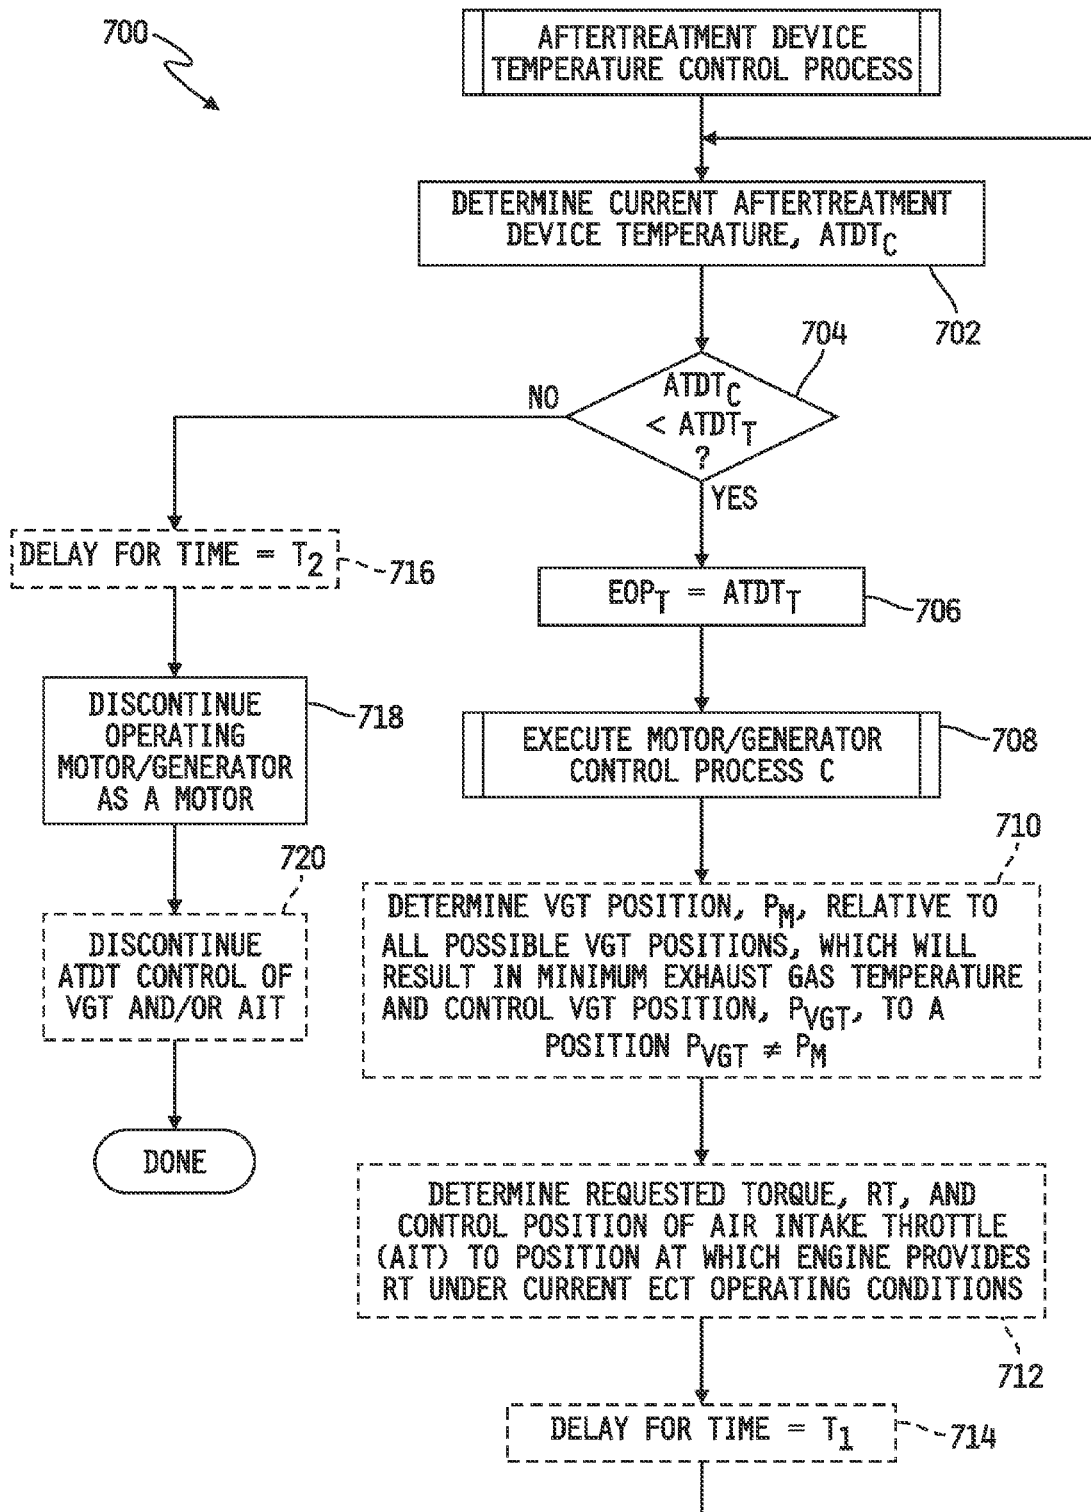 700
AFTERTREATMENT DEVICE
TEMPERATURE CONTROL PROCESS
DETERMINE CURRENT AFTERTREATMENT
DEVICE TEMPERATURE, ATDTC
702
704
ATDTC
< ATDTT
?
NO
YES
DELAY FOR TIME = T2
716
EOPT = ATDTT
706
DISCONTINUE
OPERATING
MOTOR/GENERATOR
AS A MOTOR
718
EXECUTE MOTOR/GENERATOR
CONTROL PROCESS C
708
710
DETERMINE VGT POSITION, PM, RELATIVE TO
ALL POSSIBLE VGT POSITIONS, WHICH WILL
RESULT IN MINIMUM EXHAUST GAS TEMPERATURE
AND CONTROL VGT POSITION, PVGT, TO A
POSITION PVGT ≠ PM
720
DISCONTINUE
ATDT CONTROL OF
VGT AND/OR AIT
DONE
DETERMINE REQUESTED TORQUE, RT, AND
CONTROL POSITION OF AIR INTAKE THROTTLE
(AIT) TO POSITION AT WHICH ENGINE PROVIDES
RT UNDER CURRENT ECT OPERATING CONDITIONS
712
DELAY FOR TIME = T1
714